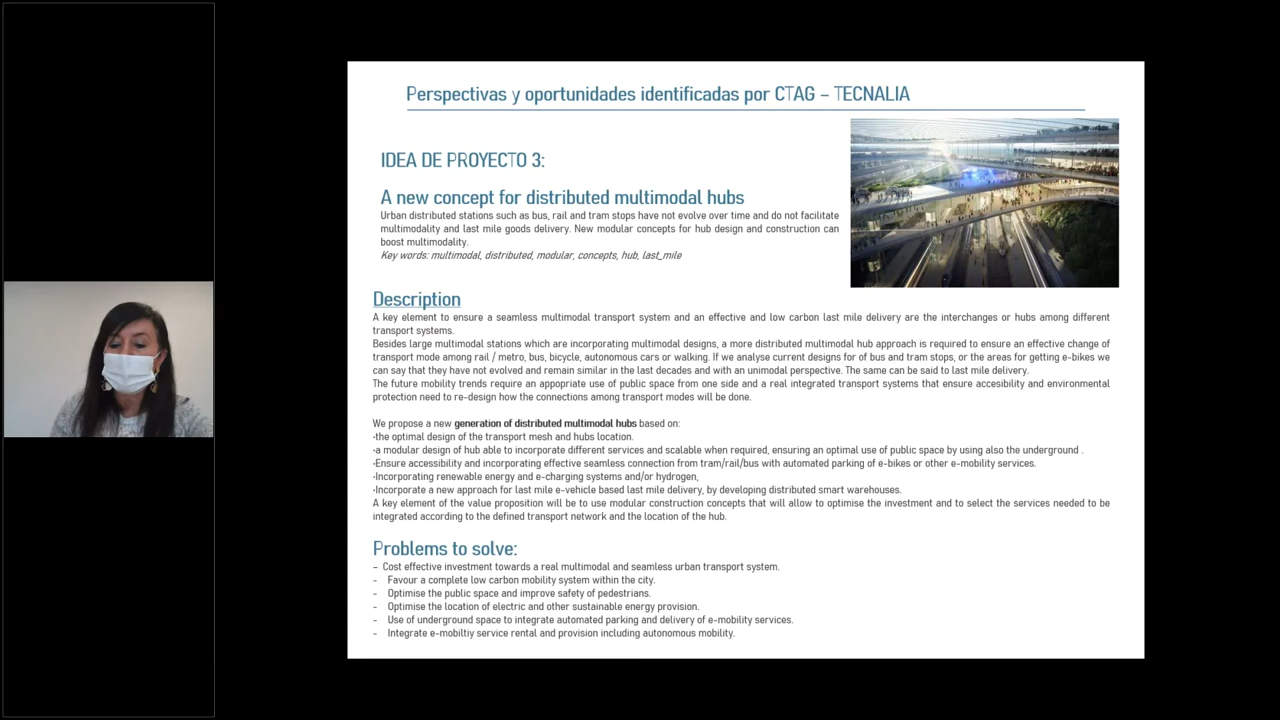 Perspectivas y oportunidades identificadas por CTAG – TECNALIA
IDEA DE PROYECTO 3:
A new concept for distributed multimodal hubs
Urban distributed stations such as bus, rail and tram stops have not evolve over time and do not facilitate
multimodality and last mile goods delivery. New modular concepts for hub design and construction can
boost multimodality.
Key words: multimodal, distributed, modular, concepts, hub, last_mile
Description
A key element to ensure a seamless multimodal transport system and an effective and low carbon last mile delivery are the interchanges or hubs among different
transport systems.
Besides large multimodal stations which are incorporating multimodal designs, a more distributed multimodal hub approach is required to ensure an effective change of
transport mode among rail / metro, bus, bicycle, autonomous cars or walking. If we analyse current designs for of bus and tram stops, or the areas for getting e-bikes we
can say that they have not evolved and remain similar in the last decades and with an unimodal perspective. The same can be said to last mile delivery.
The future mobility trends require an appopriate use of public space from one side and a real integrated transport systems that ensure accesibility and environmental
protection need to re-design how the connections among transport modes will be done.
We propose a new generation of distributed multimodal hubs based on:
·the optimal design of the transport mesh and hubs location.
·a modular design of hub able to incorporate different services and scalable when required, ensuring an optimal use of public space by using also the underground .
·Ensure accessibility and incorporating effective seamless connection from tram/rail/bus with automated parking of e-bikes or other e-mobility services.
·Incorporating renewable energy and e-charging systems and/or hydrogen,
·Incorporate a new approach for last mile e-vehicle based last mile delivery, by developing distributed smart warehouses.
A key element of the value proposition will be to use modular construction concepts that will allow to optimise the investment and to select the services needed to be
integrated according to the defined transport network and the location of the hub.
Problems to solve:
– Cost effective investment towards a real multimodal and seamless urban transport system.
- Favour a complete low carbon mobility system within the city.
- Optimise the public space and improve safety of pedestrians.
- Optimise the location of electric and other sustainable energy provision.
- Use of underground space to integrate automated parking and delivery of e-mobility services.
- Integrate e-mobiltiy service rental and provision including autonomous mobility.